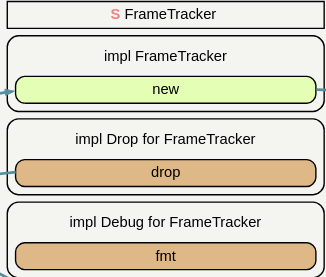 S FrameTracker
impl FrameTracker
new
impl Drop for FrameTracker
drop
impl Debug for FrameTracker
fmt